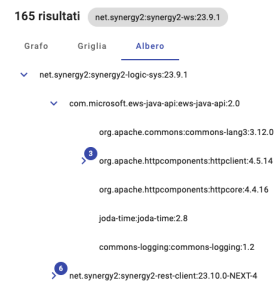 165 risultati net.synergy2:synergy2-ws:23.9.1
Grafo Griglia Albero
net.synergy2:synergy2-logic-sys:23.9.1
com.microsoft.ews-java-api:ews-java-api:2.0
org.apache.commons:commons-lang3:3.12.0
3 org.apache.httpcomponents:httpclient:4.5.14
org.apache.httpcomponents:httpcore:4.4.16
joda-time:joda-time:2.8
commons-logging:commons-logging:1.2
6 net.synergy2:synergy2-rest-client:23.10.0-NEXT-4